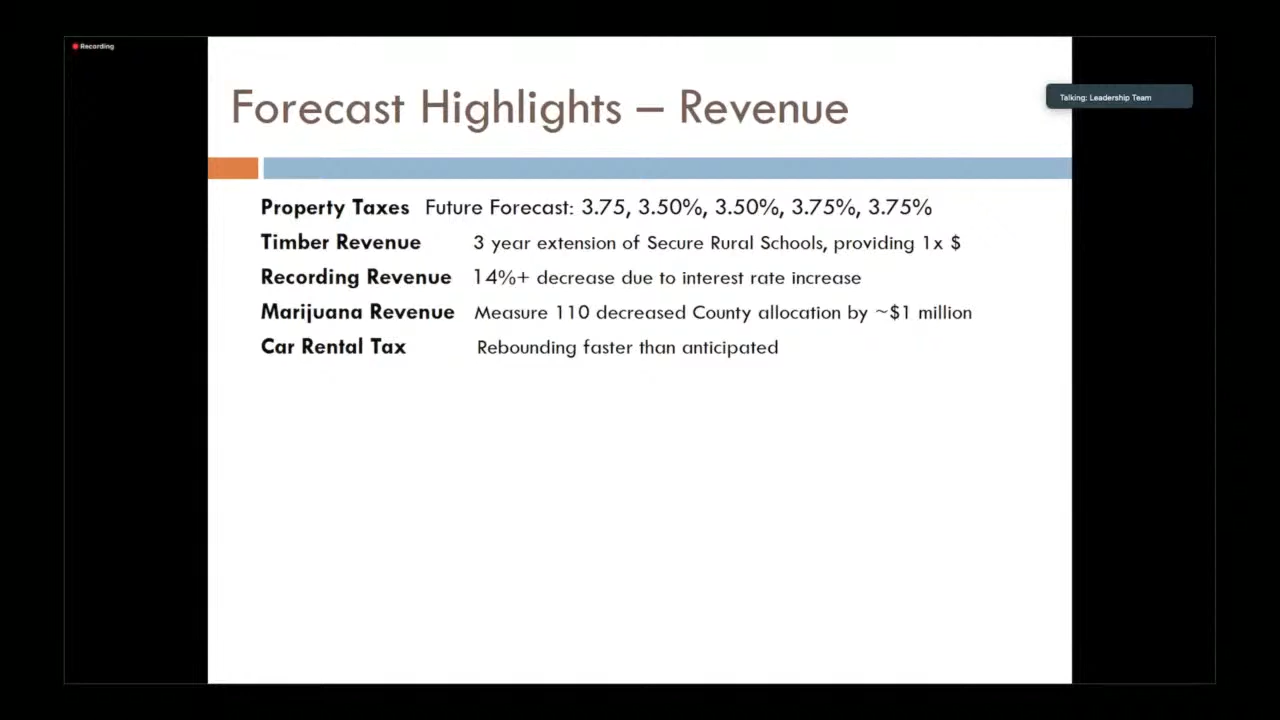 Recording
Forecast Highlights – Revenue
Talking: Leadership Team
Property Taxes Future Forecast: 3.75, 3.50%, 3.50%, 3.75%, 3.75%
Timber Revenue 3 year extension of Secure Rural Schools, providing 1x $
Recording Revenue 14%+ decrease due to interest rate increase
Marijuana Revenue Measure 110 decreased County allocation by ~$1 million
Car Rental Tax Rebounding faster than anticipated